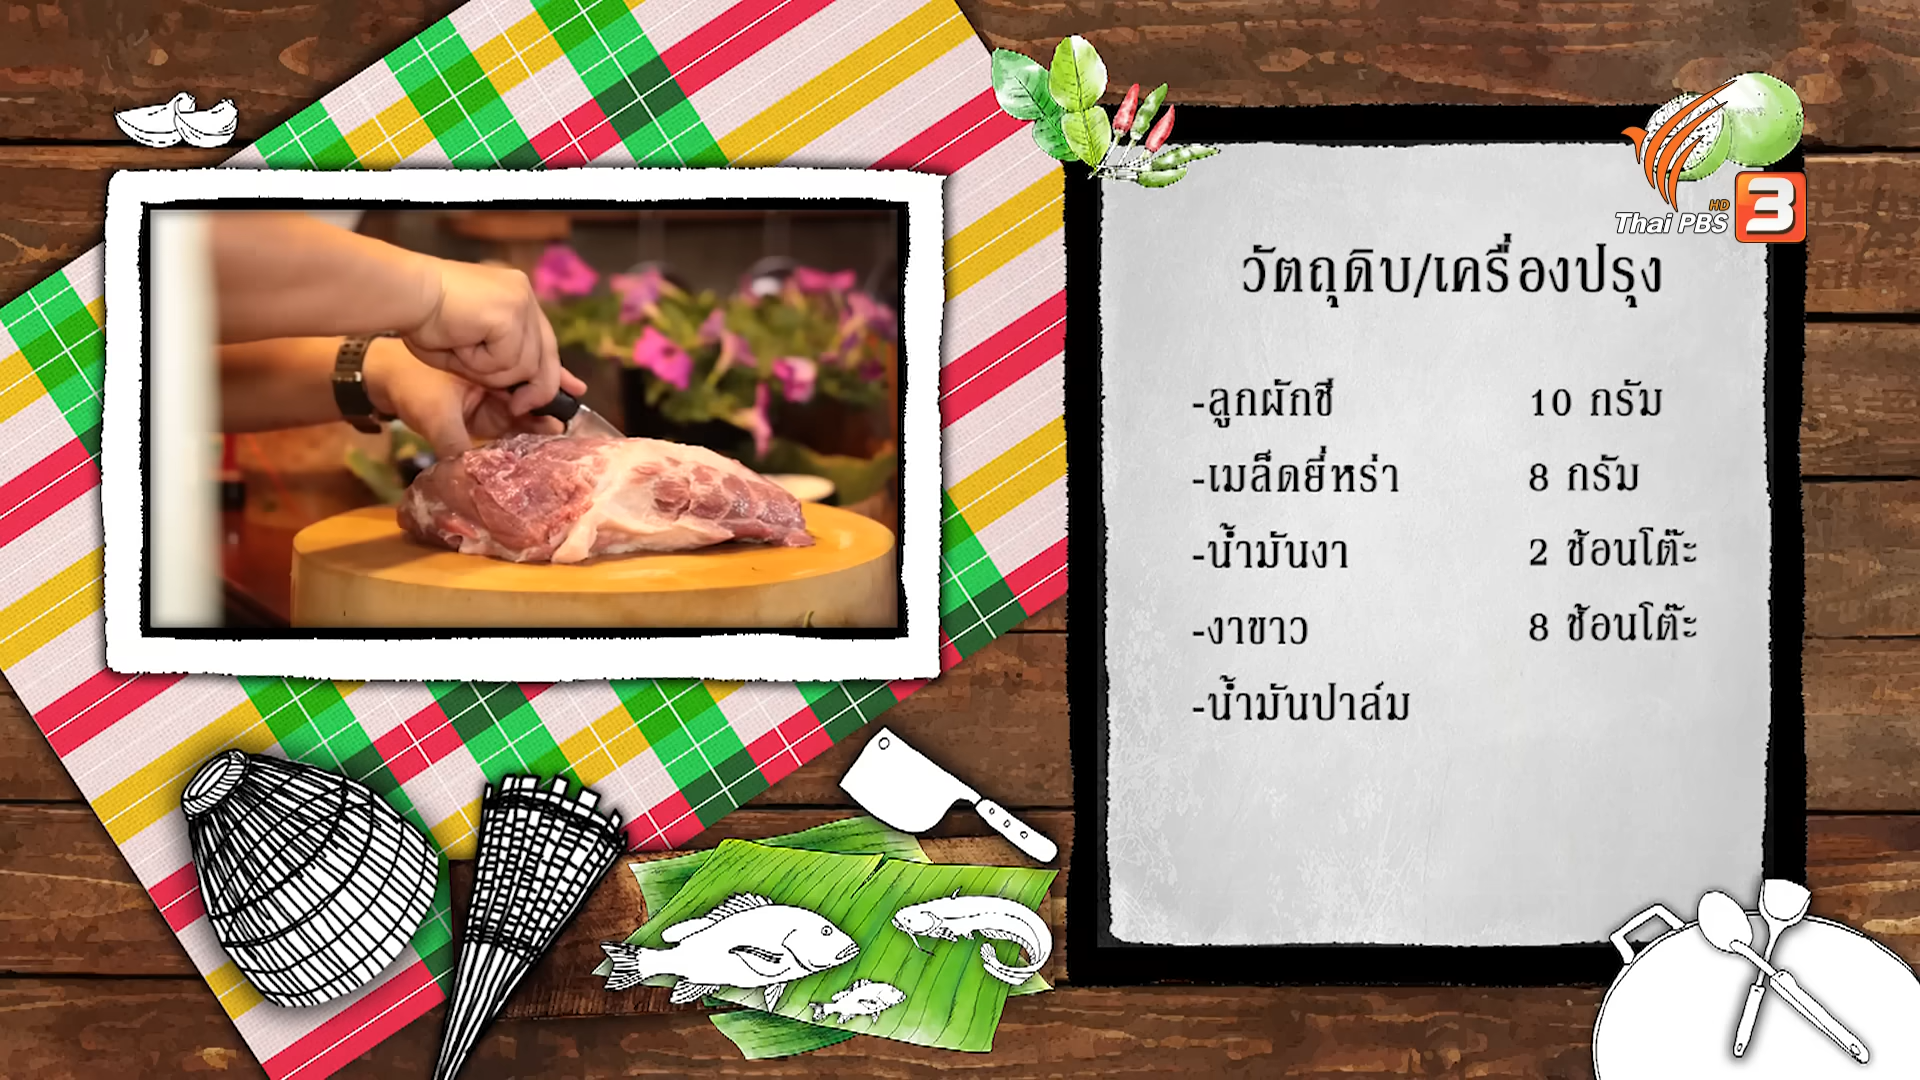 Thai PBS HD 3
วัตถุดิบ/เครื่องปรุง
-ลูกผักชี 10 กรัม
-เมล็ดยี่หร่า 8 กรัม
-น้ำมันงา 2 ช้อนโต๊ะ
-งาขาว 8 ช้อนโต๊ะ
-น้ำมันปาล์ม